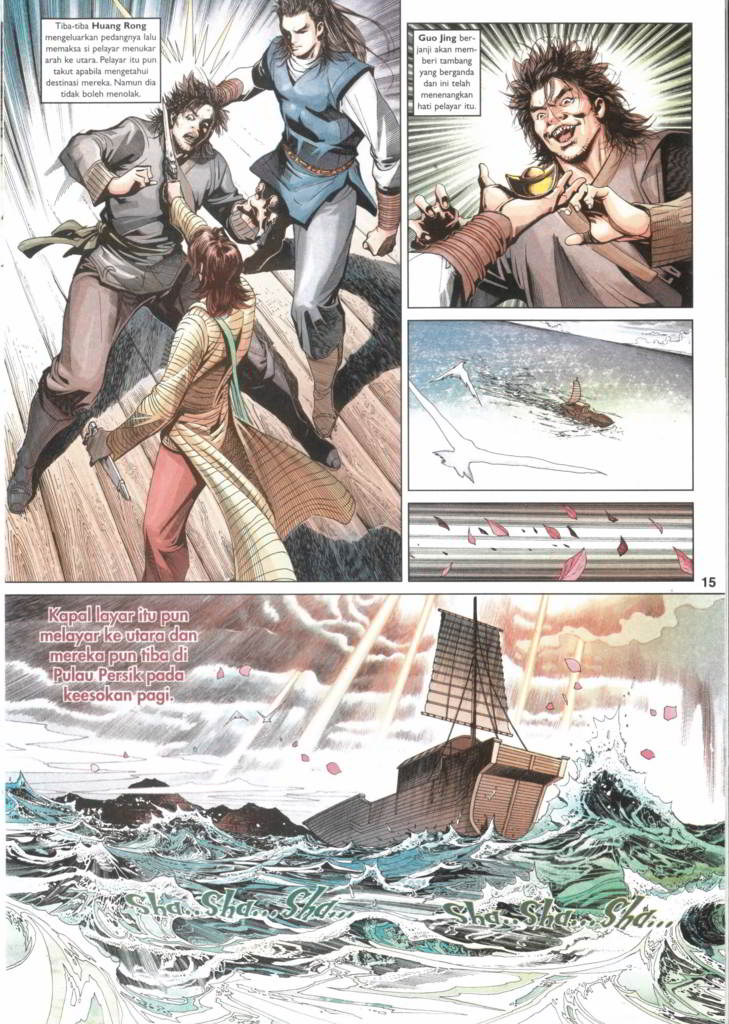 Tiba-tiba Huang Rong
mengeluarkan pedangnya lalu
memaksa si pelayar menukar
arah ke utara. Pelayar itu pun
takut apabila mengetahui
destinasi mereka. Namun dia
tidak boleh menolak.
Guo Jing ber-
janji akan mem-
beri tambang
yang berganda
dan ini telah
menenangkan
hati pelayar itu.
15
Kapal layar itu pun
melayar ke utara dan
mereka pun tiba di
Pulau Persik pada
keesokan pagi.
Sha...Sha...Sha...
Sha...Sha...Sha...